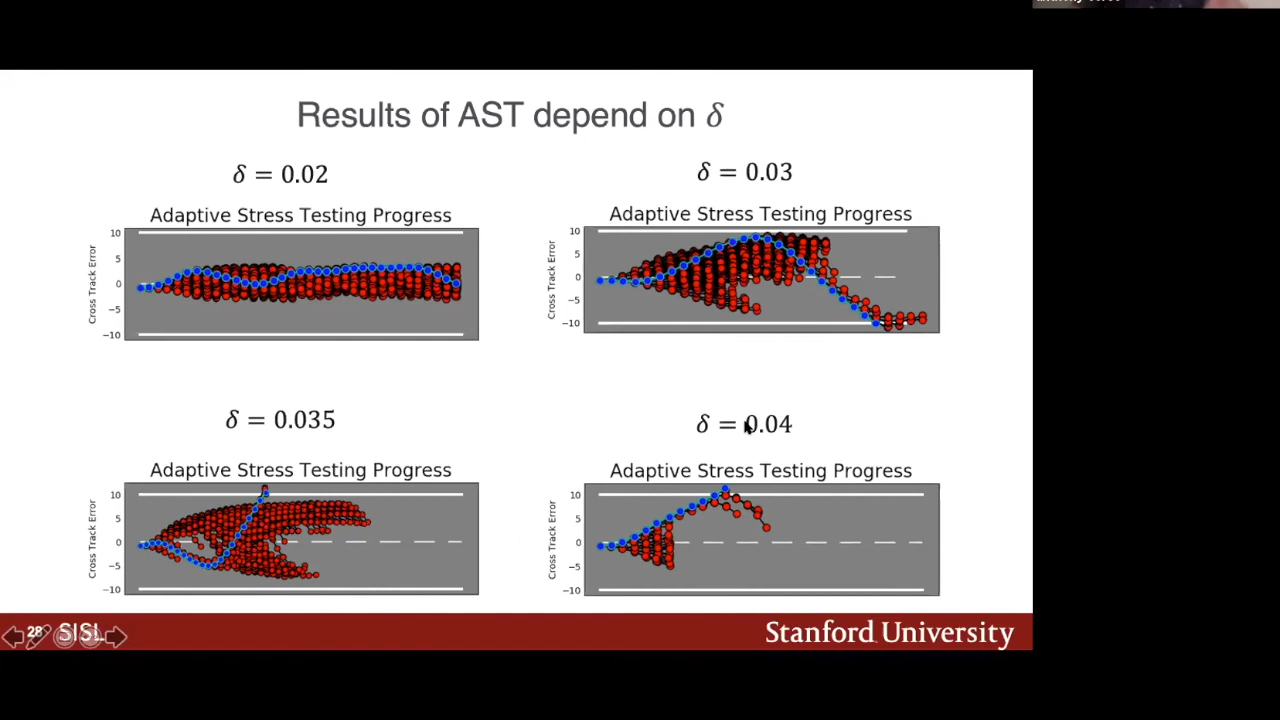 Results of AST depend on δ
δ = 0.02
Adaptive Stress Testing Progress
Cross Track Error
10
5
0
−5
−10
δ = 0.03
Adaptive Stress Testing Progress
Cross Track Error
10
5
0
−5
−10
δ = 0.035
Adaptive Stress Testing Progress
Cross Track Error
10
5
0
−5
−10
δ = 0.04
Adaptive Stress Testing Progress
Cross Track Error
10
5
0
−5
−10
28 SISL
Stanford University